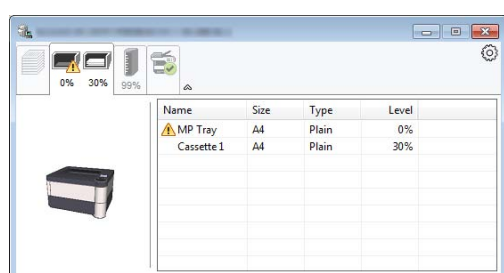 0% 30% 99%
Name Size Type Level
MP Tray A4 Plain 0%
Cassette 1 A4 Plain 30%